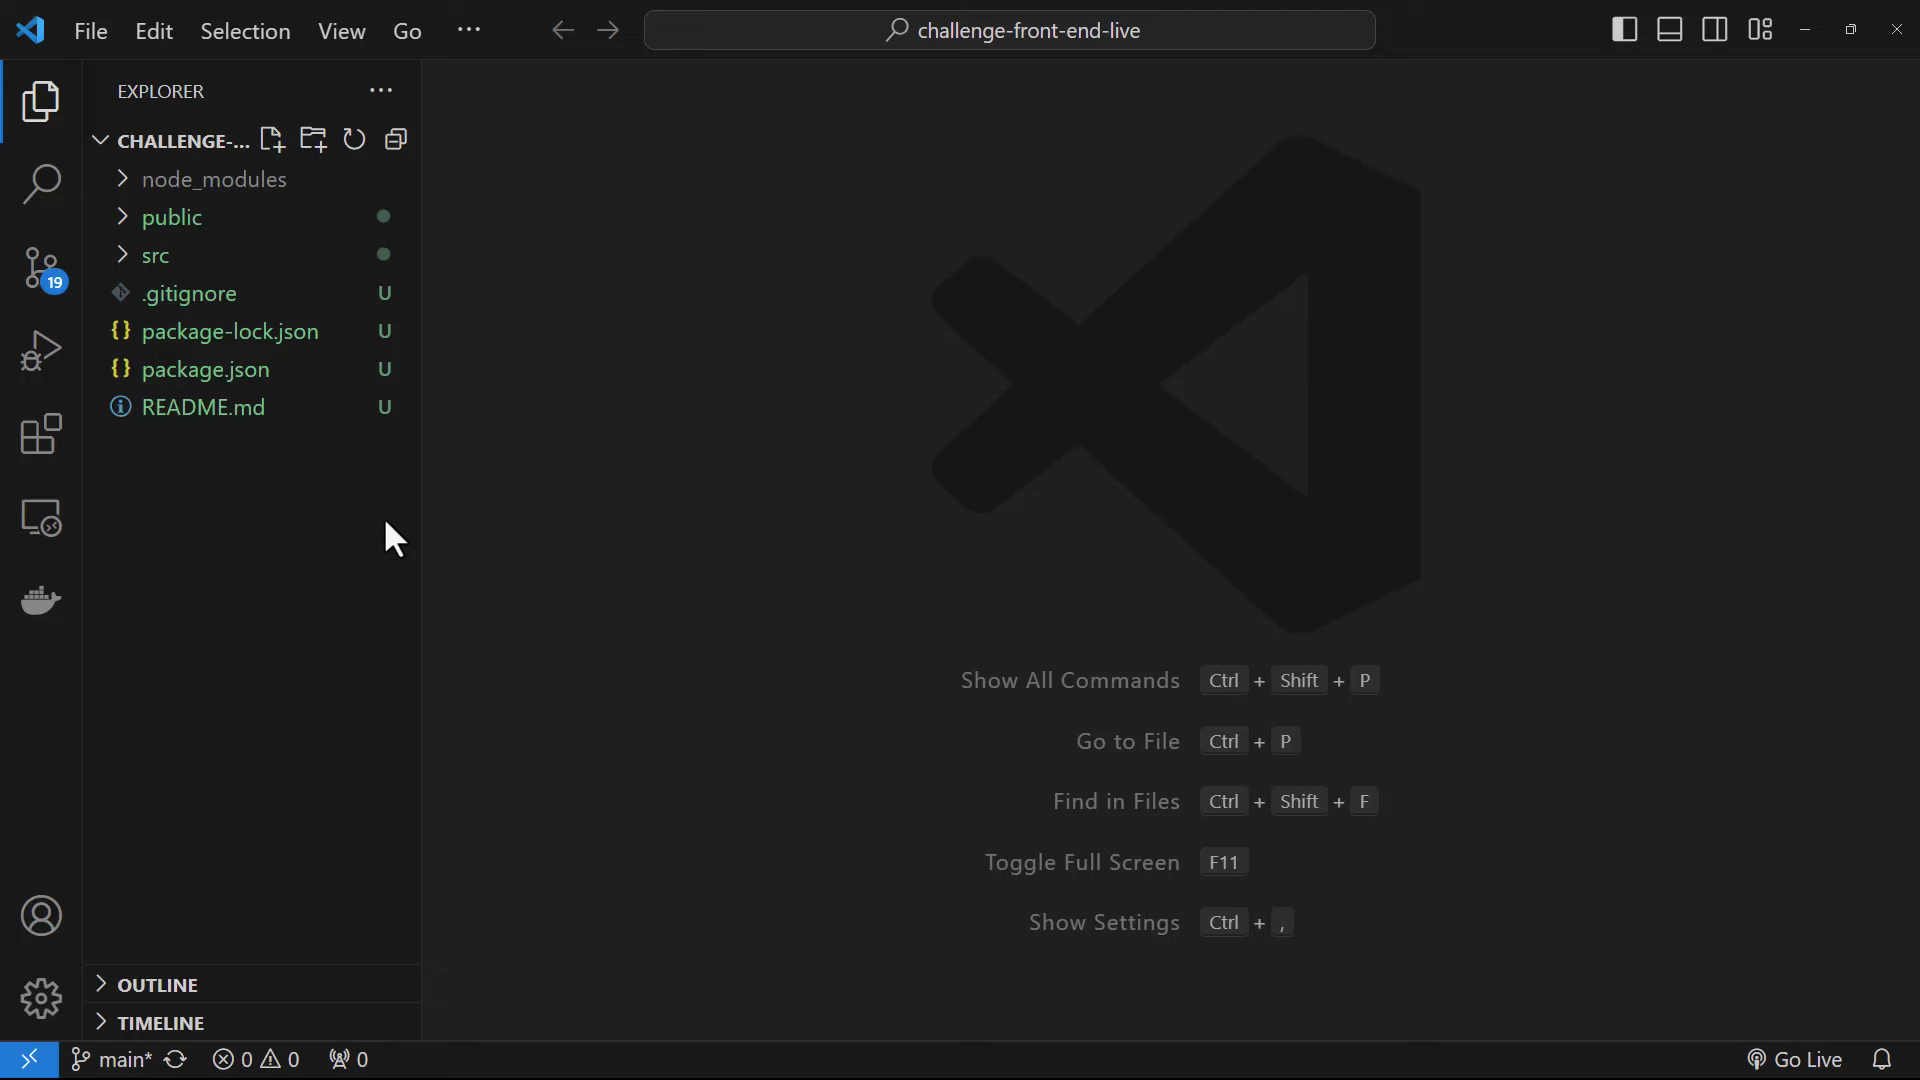 File Edit Selection View Go ··· challenge-front-end-live
EXPLORER ···
CHALLENGE-...
node_modules
public
src
.gitignore U
{} package-lock.json U
{} package.json U
README.md U
19
Show All Commands Ctrl + Shift + P
Go to File Ctrl + P
Find in Files Ctrl + Shift + F
Toggle Full Screen F11
Show Settings Ctrl + ,
OUTLINE
TIMELINE
main* 0 0 0 Go Live